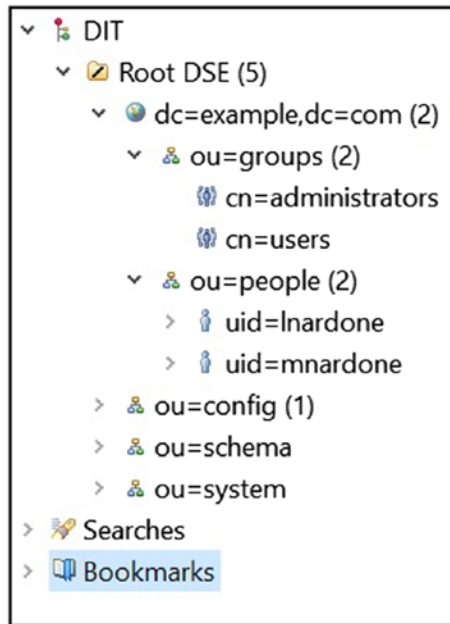 DIT
Root DSE (5)
dc=example,dc=com (2)
ou=groups (2)
cn=administrators
cn=users
ou=people (2)
uid=lnardone
uid=mnardone
ou=config (1)
ou=schema
ou=system
Searches
Bookmarks